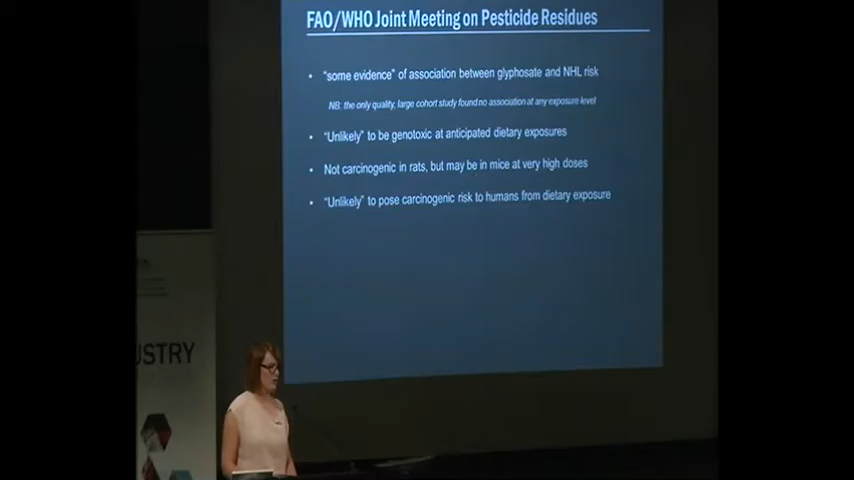 FAO/WHO Joint Meeting on Pesticide Residues
• "some evidence" of association between glyphosate and NHL risk
NB: the only quality, large cohort study found no association at any exposure level
• "Unlikely" to be genotoxic at anticipated dietary exposures
• Not carcinogenic in rats, but may be in mice at very high doses
• "Unlikely" to pose carcinogenic risk to humans from dietary exposure
USTRY